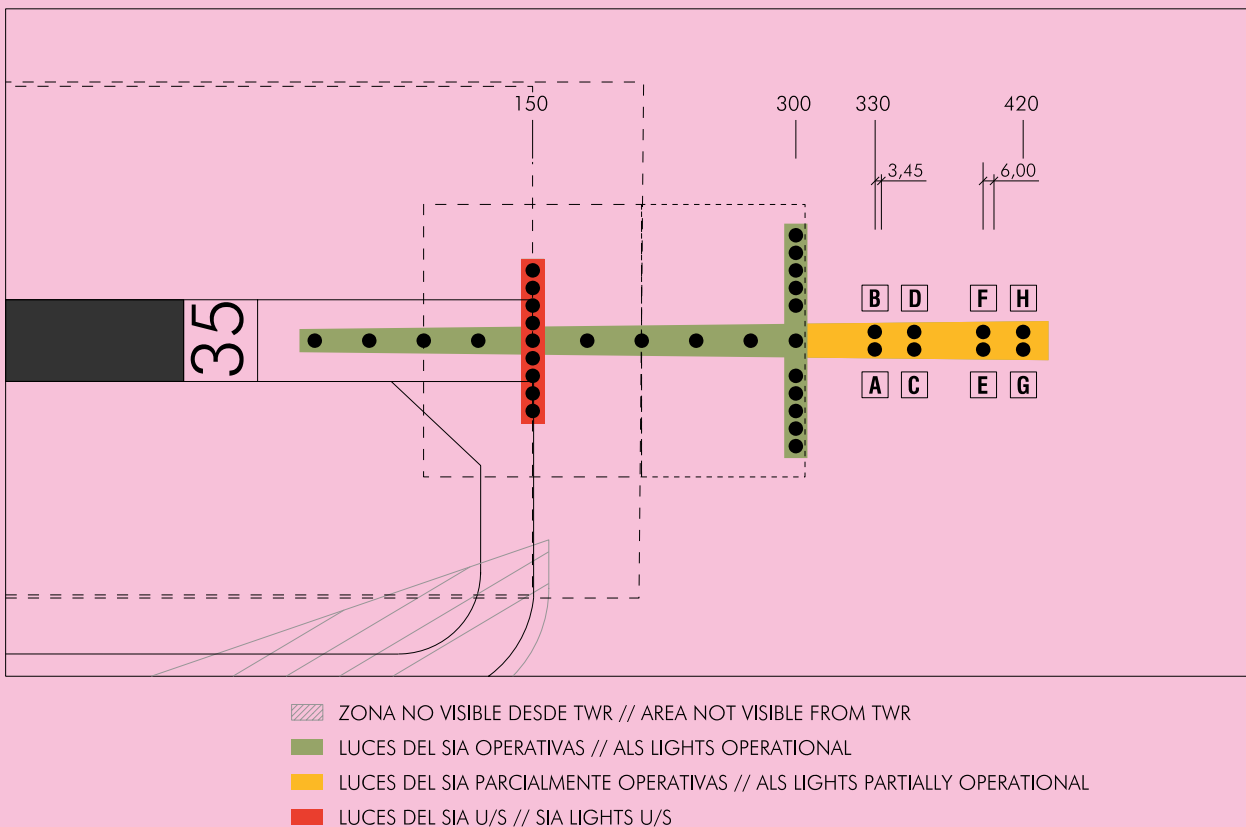 150
300
330
420
3,45
6,00
35
B D F H
A C E G
ZONA NO VISIBLE DESDE TWR // AREA NOT VISIBLE FROM TWR
LUCES DEL SIA OPERATIVAS // ALS LIGHTS OPERATIONAL
LUCES DEL SIA PARCIALMENTE OPERATIVAS // ALS LIGHTS PARTIALLY OPERATIONAL
LUCES DEL SIA U/S // SIA LIGHTS U/S